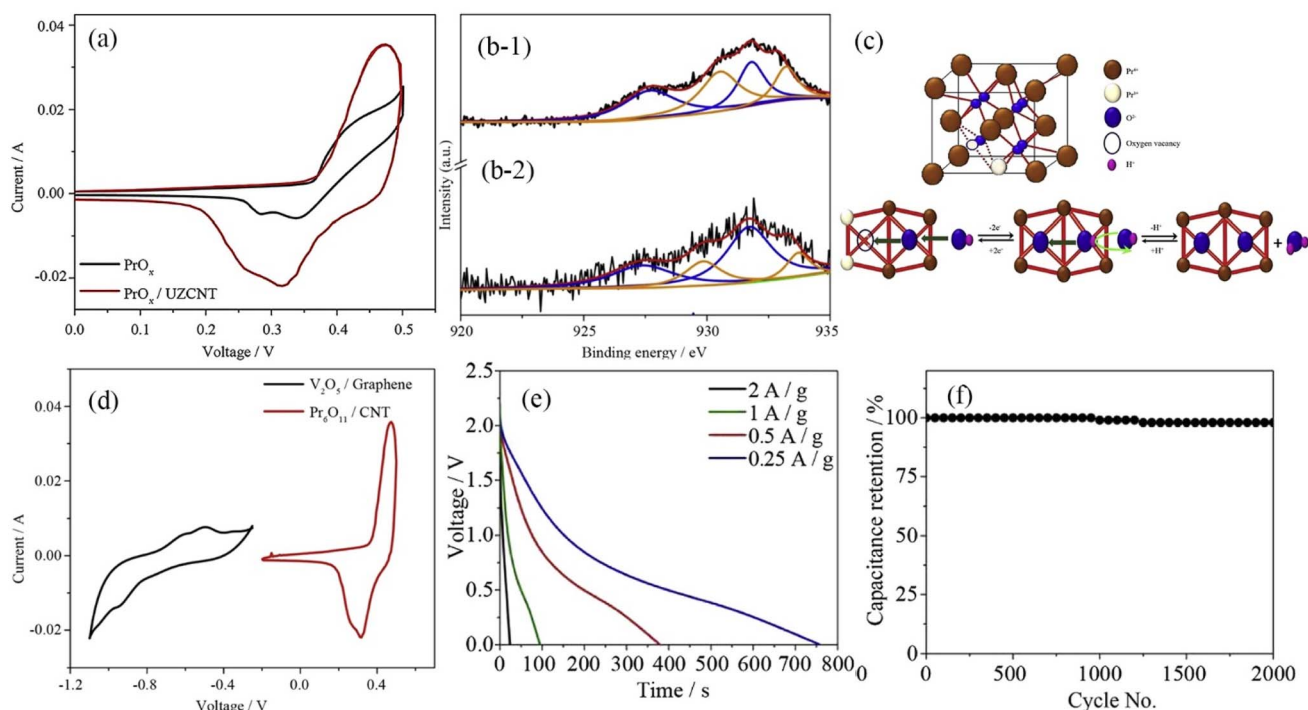 (a)
0.04
0.02
0.00
-0.02
Current / A
PrOₓ
PrOₓ / UZCNT
0.0 0.1 0.2 0.3 0.4 0.5
Voltage / V
(b-1)
(b-2)
Intensity (a.u.)
920 925 930 935
Binding energy / eV
(c)
Pr⁴⁺
Pr³⁺
O²⁻
Oxygen vacancy
H⁺
-2e⁻
+2e⁻
-H⁺
+H⁺
+
(d)
V₂O₅ / Graphene
Pr₆O₁₁ / CNT
0.04
0.02
0.00
-0.02
Current / A
-1.2 -0.8 -0.4 0.0 0.4
Voltage / V
(e)
2 A / g
1 A / g
0.5 A / g
0.25 A / g
2.5
2.0
1.5
1.0
0.5
0.0
Voltage / V
0 100 200 300 400 500 600 700 800
Time / s
(f)
100
75
50
25
0
Capacitance retention / %
0 500 1000 1500 2000
Cycle No.